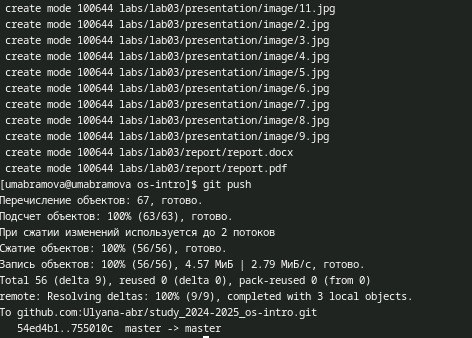 create mode 100644 labs/lab03/presentation/image/11.jpg
create mode 100644 labs/lab03/presentation/image/2.jpg
create mode 100644 labs/lab03/presentation/image/3.jpg
create mode 100644 labs/lab03/presentation/image/4.jpg
create mode 100644 labs/lab03/presentation/image/5.jpg
create mode 100644 labs/lab03/presentation/image/6.jpg
create mode 100644 labs/lab03/presentation/image/7.jpg
create mode 100644 labs/lab03/presentation/image/8.jpg
create mode 100644 labs/lab03/presentation/image/9.jpg
create mode 100644 labs/lab03/report/report.docx
create mode 100644 labs/lab03/report/report.pdf
[umabramova@umabramova os-intro]$ git push
Перечисление объектов: 67, готово.
Подсчет объектов: 100% (63/63), готово.
При сжатии изменений используется до 2 потоков
Сжатие объектов: 100% (56/56), готово.
Запись объектов: 100% (56/56), 4.57 МиБ | 2.79 МиБ/с, готово.
Total 56 (delta 9), reused 0 (delta 0), pack-reused 0 (from 0)
remote: Resolving deltas: 100% (9/9), completed with 3 local objects.
To github.com:Ulyana-abr/study_2024-2025_os-intro.git
54ed4b1..755010c master -> master